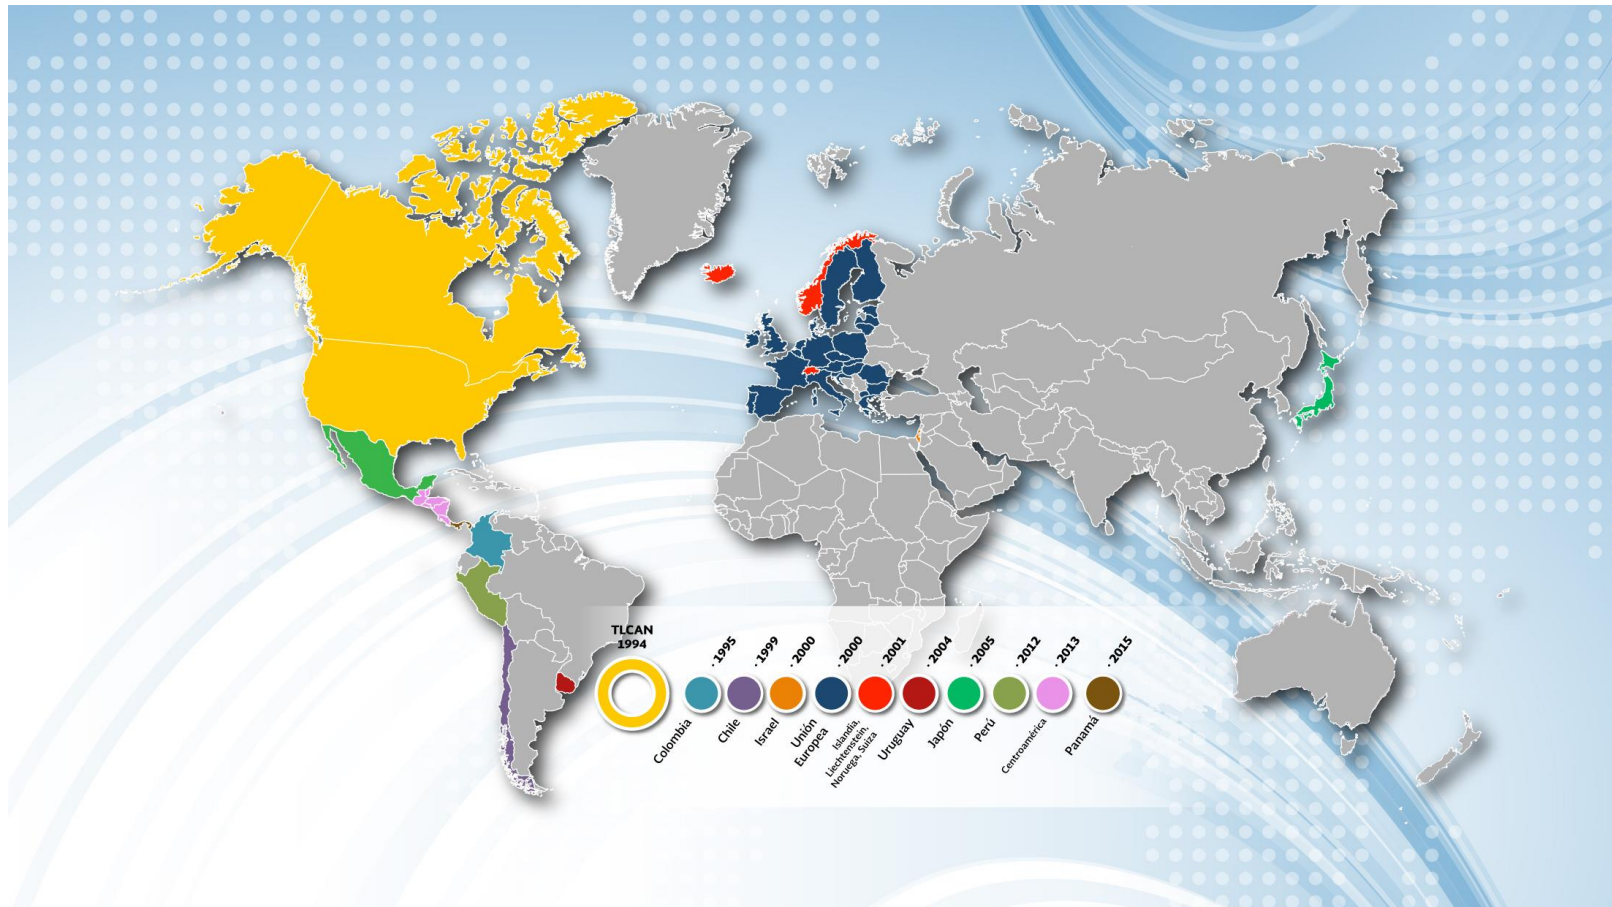 TLCAN
1994
· 1995
Colombia
· 1999
Chile
· 2000
Israel
· 2000
Unión
Europea
· 2001
Islandia,
Liechtenstein,
Noruega, Suiza
· 2004
Uruguay
· 2005
Japón
· 2012
Perú
· 2013
Centroamérica
· 2015
Panamá